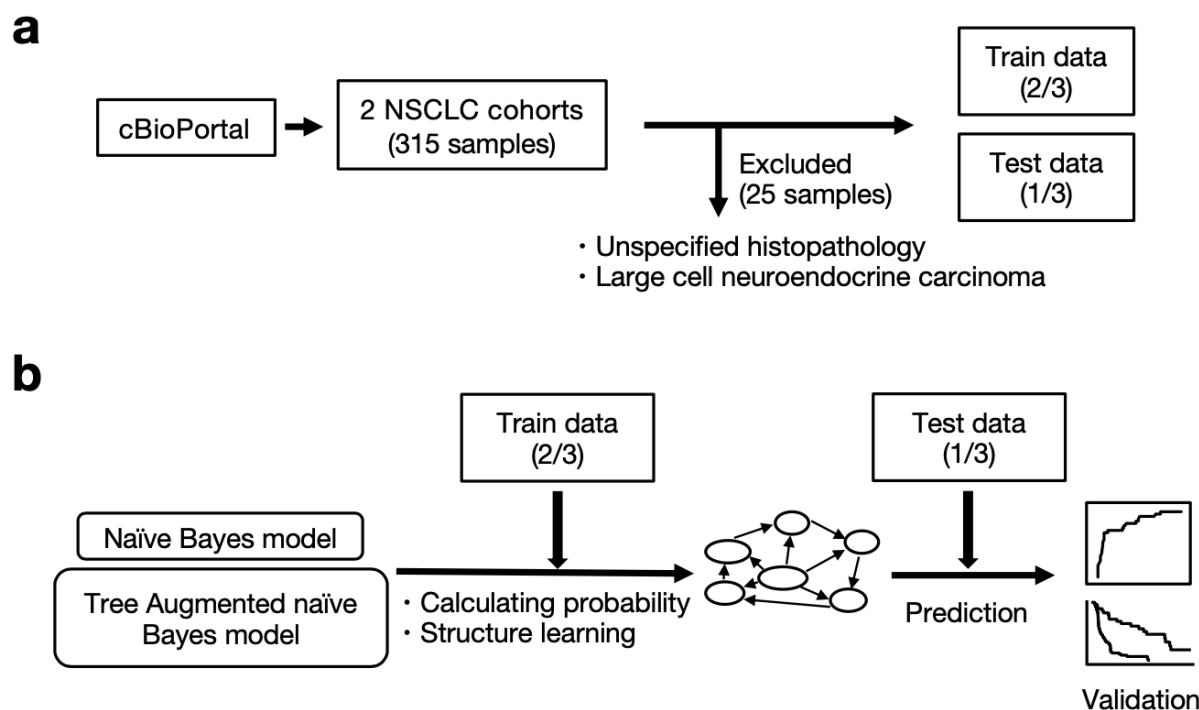 a
cBioPortal
2 NSCLC cohorts
(315 samples)
Train data
(2/3)
Test data
(1/3)
Excluded
(25 samples)
・Unspecified histopathology
・Large cell neuroendocrine carcinoma
b
Train data
(2/3)
Test data
(1/3)
Naïve Bayes model
Tree Augmented naïve
Bayes model
・Calculating probability
・Structure learning
Prediction
Validation